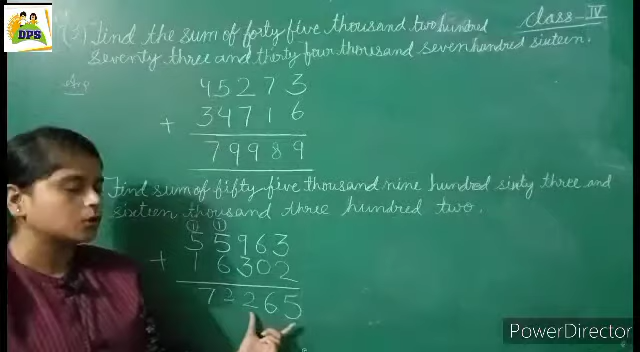 Class-IV
(3) Find the sum of forty five thousand two hundred
seventy three and thirty four thousand seven hundred sixteen.
DPS
45273
+ 34716
79989
Find sum of fifty-five thousand nine hundred sixty three and
sixteen thousand three hundred two.
1 1
55963
+ 16302
72265
PowerDirector